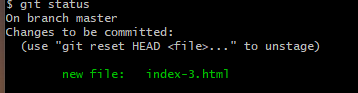 $ git status
On branch master
Changes to be committed:
  (use "git reset HEAD <file>..." to unstage)

        new file:   index-3.html